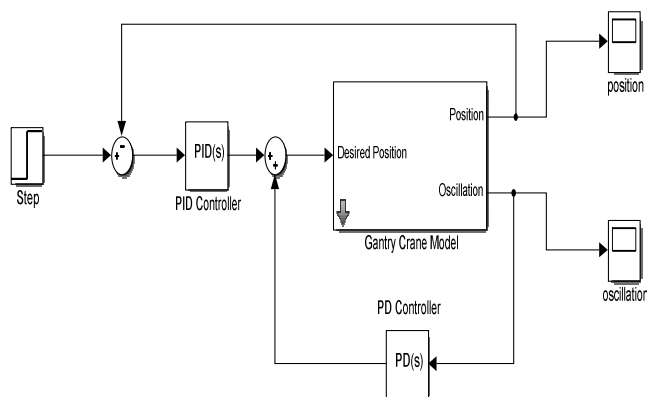 position
Position
PID(s)
Desired Position
Step
PID Controller
Oscillation
Gantry Crane Model
oscillation
PD Controller
PD(s)